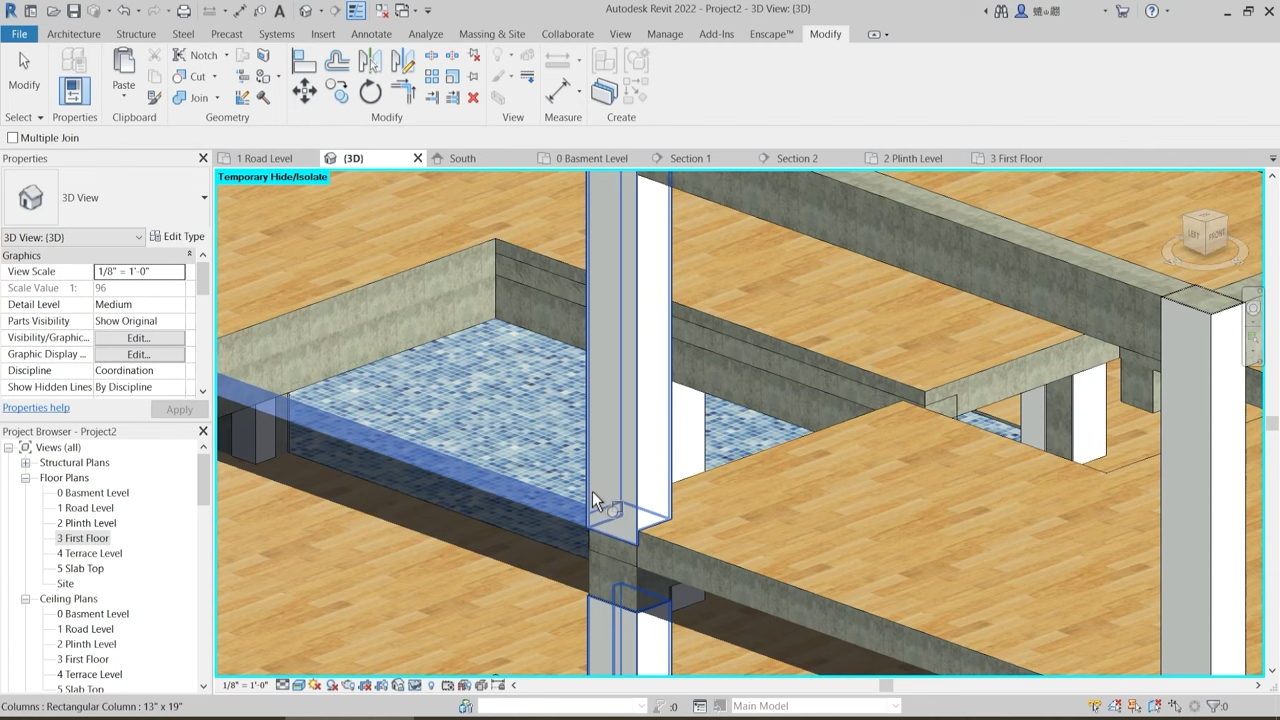 Autodesk Revit 2022 - Project2 - 3D View: {3D}
File Architecture Structure Steel Precast Systems Insert Annotate Analyze Massing & Site Collaborate View Manage Add-Ins Enscape™ Modify
Notch
Cut
Join
Modify
Paste
Select Properties Clipboard Geometry Modify View Measure Create
Multiple Join
Properties
1 Road Level (3D) South 0 Basment Level Section 1 Section 2 2 Plinth Level 3 First Floor
Temporary Hide/Isolate
3D View
3D View: {3D} Edit Type
Graphics
View Scale 1/8" = 1'-0"
Scale Value 1: 96
Detail Level Medium
Parts Visibility Show Original
Visibility/Graphic... Edit...
Graphic Display ... Edit...
Discipline Coordination
Show Hidden Lines By Discipline
Properties help Apply
Project Browser - Project2
Views (all)
Structural Plans
Floor Plans
0 Basment Level
1 Road Level
2 Plinth Level
3 First Floor
4 Terrace Level
5 Slab Top
Site
Ceiling Plans
0 Basment Level
1 Road Level
2 Plinth Level
3 First Floor
4 Terrace Level
5 Slab Top
LEFT FRONT
1/8" = 1'-0"
Columns : Rectangular Column : 13" x 19" :0 Main Model :0